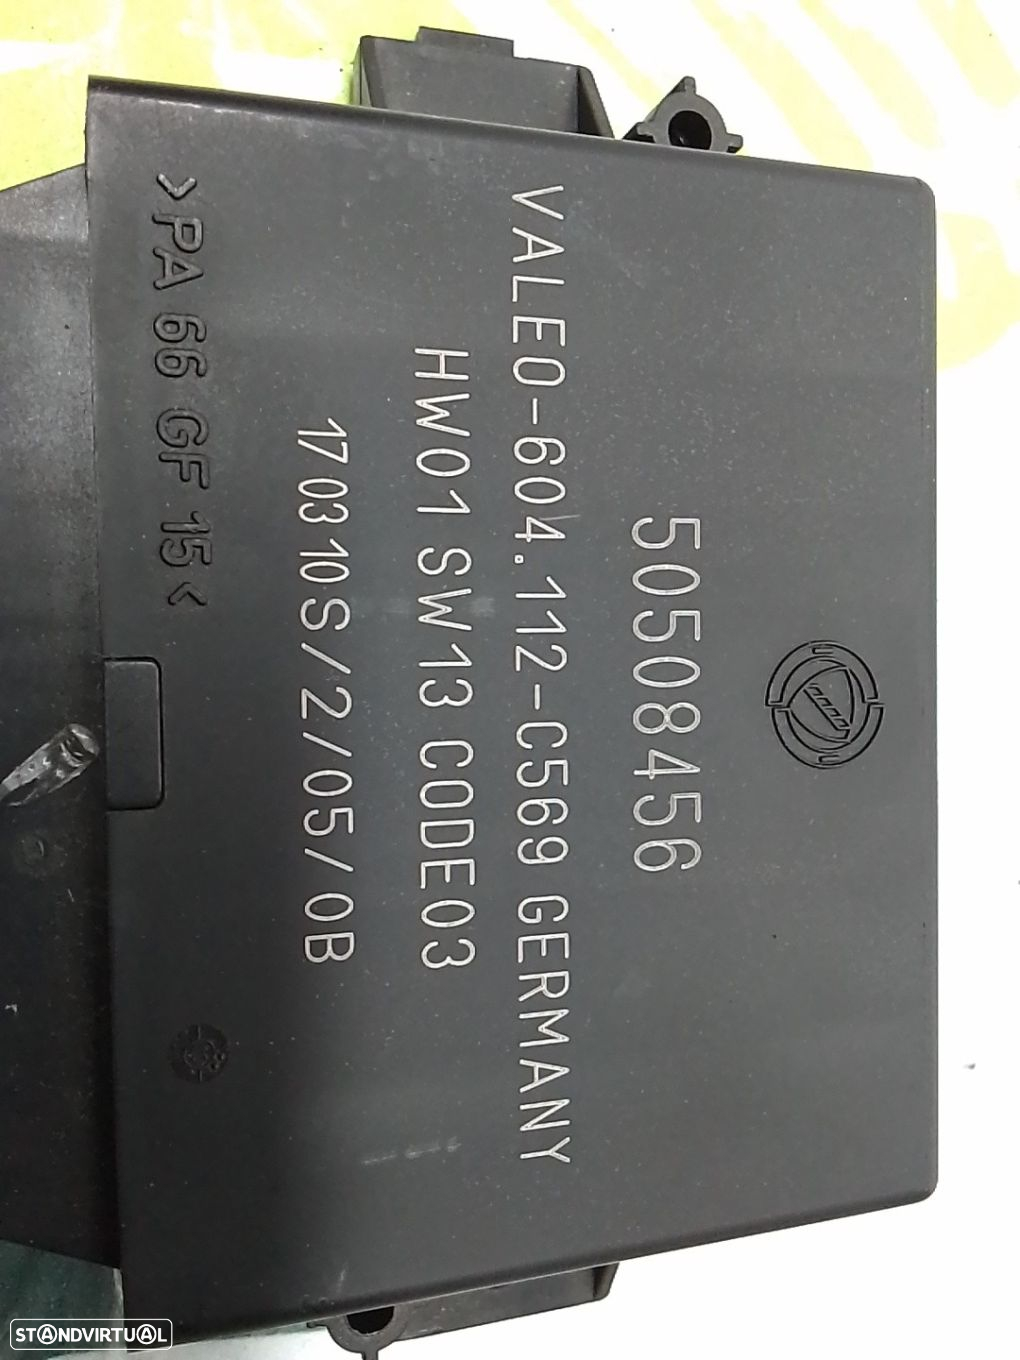 50508456
VALEO-604.112-C569 GERMANY
HW01 SW13 CODE03
17 03 10S/2/05/0B
>PA 66 GF 15<
STANDVIRTUAL